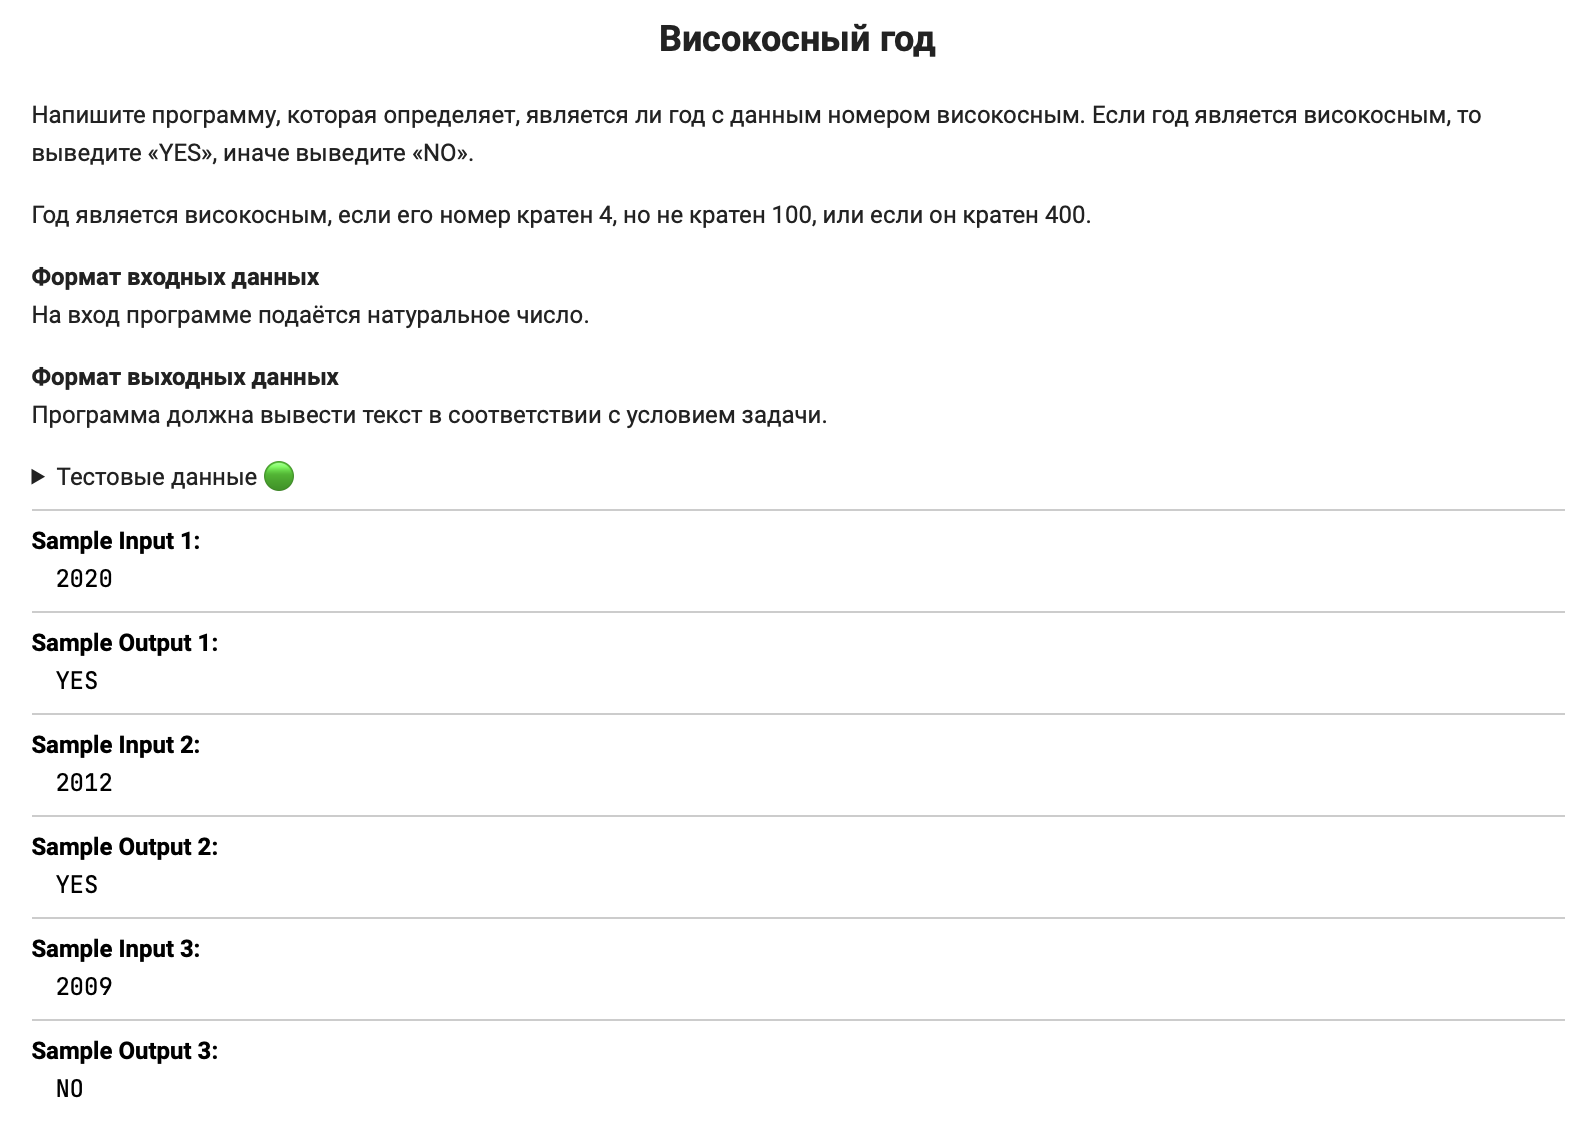 Високосный год
Напишите программу, которая определяет, является ли год с данным номером високосным. Если год является високосным, то
выведите «YES», иначе выведите «NO».
Год является високосным, если его номер кратен 4, но не кратен 100, или если он кратен 400.
Формат входных данных
На вход программе подаётся натуральное число.
Формат выходных данных
Программа должна вывести текст в соответствии с условием задачи.
Тестовые данные
Sample Input 1:
2020
Sample Output 1:
YES
Sample Input 2:
2012
Sample Output 2:
YES
Sample Input 3:
2009
Sample Output 3:
NO